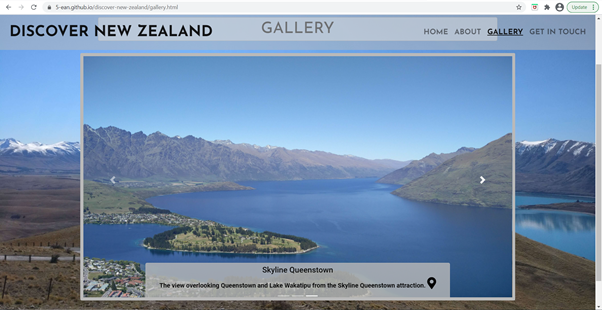 5-ean.github.io/discover-new-zealand/gallery.html
Update
DISCOVER NEW ZEALAND
GALLERY
HOME ABOUT GALLERY GET IN TOUCH
Skyline Queenstown
The view overlooking Queenstown and Lake Wakatipu from the Skyline Queenstown attraction.